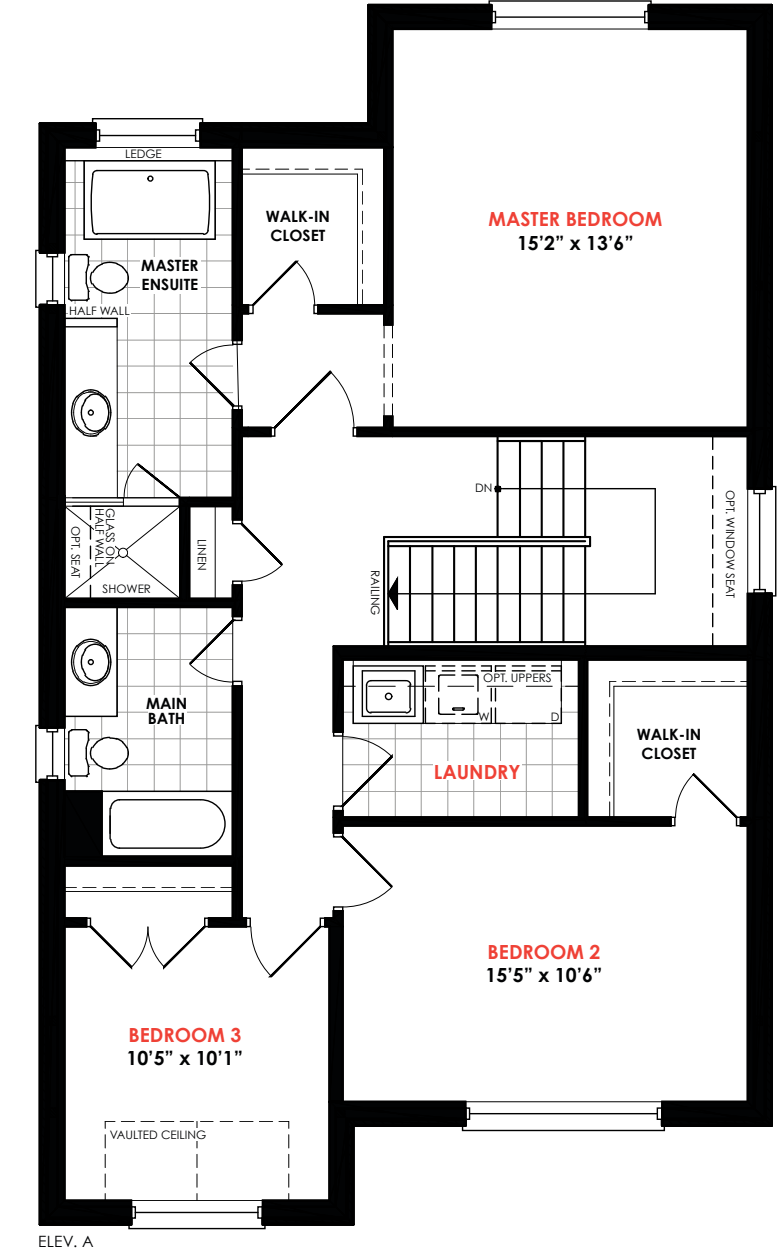 LEDGE
WALK-IN
CLOSET
MASTER BEDROOM
15’2” x 13’6”
MASTER
ENSUITE
HALF WALL
DN
OPT. WINDOW SEAT
GLASS ON
HALF WALL
OPT. SEAT
SHOWER
LINEN
RAILING
MAIN
BATH
OPT. UPPERS
W
D
LAUNDRY
WALK-IN
CLOSET
BEDROOM 2
15’5” x 10’6”
BEDROOM 3
10’5” x 10’1”
VAULTED CEILING
ELEV. A